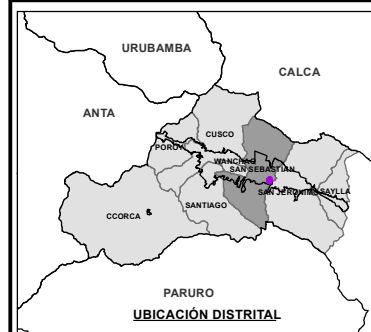 URUBAMBA
CALCA
ANTA
CUSCO
POROY
WANCHAQ
SAN SEBASTIAN
SAN JERONIMO
SAYLLA
CCORCA
SANTIAGO
PARURO
UBICACIÓN DISTRITAL